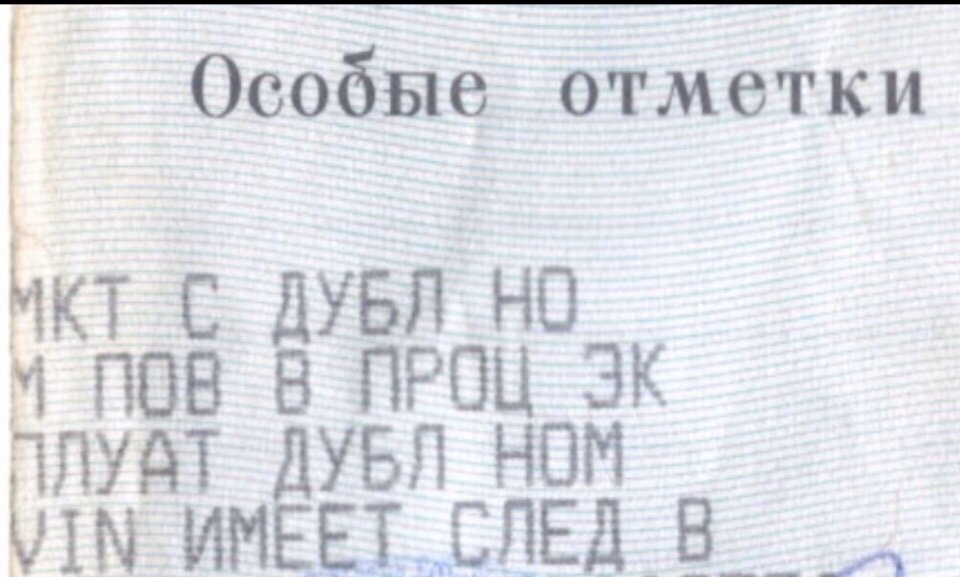 Особые отметки
МКТ С ДУБЛ НО
М ПОВ В ПРОЦ ЭК
ПЛУАТ ДУБЛ НОМ
VIN ИМЕЕТ СЛЕД В